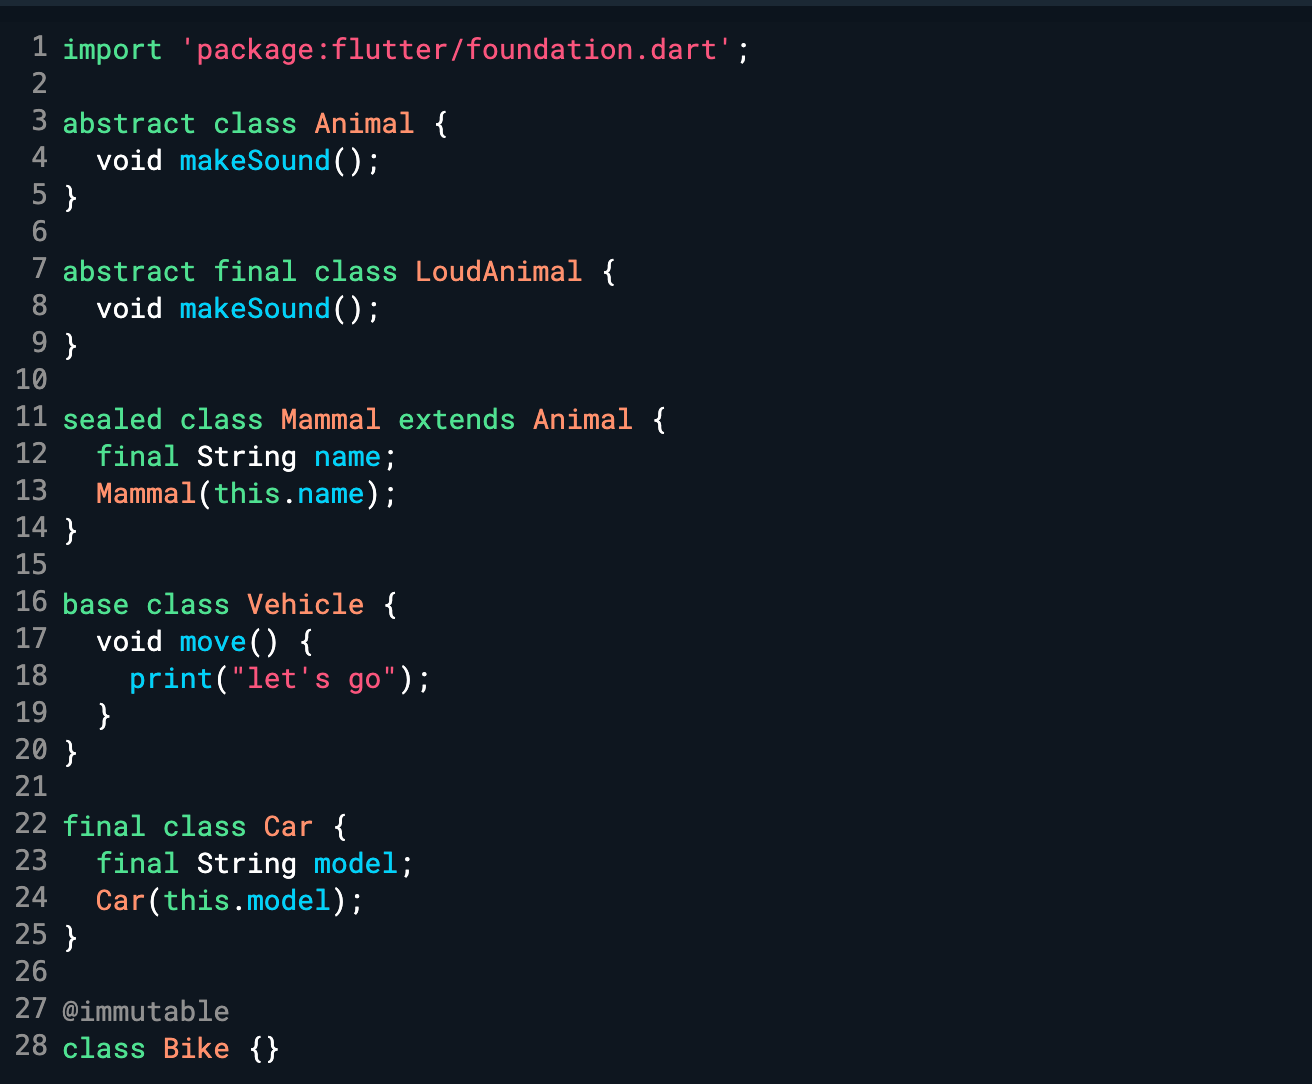 1 import 'package:flutter/foundation.dart';
2
3 abstract class Animal {
4   void makeSound();
5 }
6
7 abstract final class LoudAnimal {
8   void makeSound();
9 }
10
11 sealed class Mammal extends Animal {
12   final String name;
13   Mammal(this.name);
14 }
15
16 base class Vehicle {
17   void move() {
18     print("let's go");
19   }
20 }
21
22 final class Car {
23   final String model;
24   Car(this.model);
25 }
26
27 @immutable
28 class Bike {}